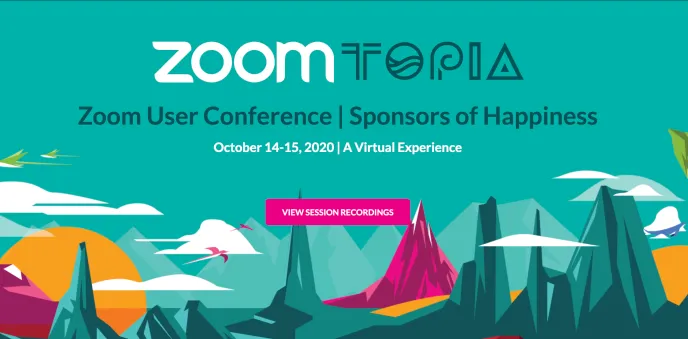 zoomTOPIA
Zoom User Conference | Sponsors of Happiness
October 14-15, 2020 | A Virtual Experience
VIEW SESSION RECORDINGS